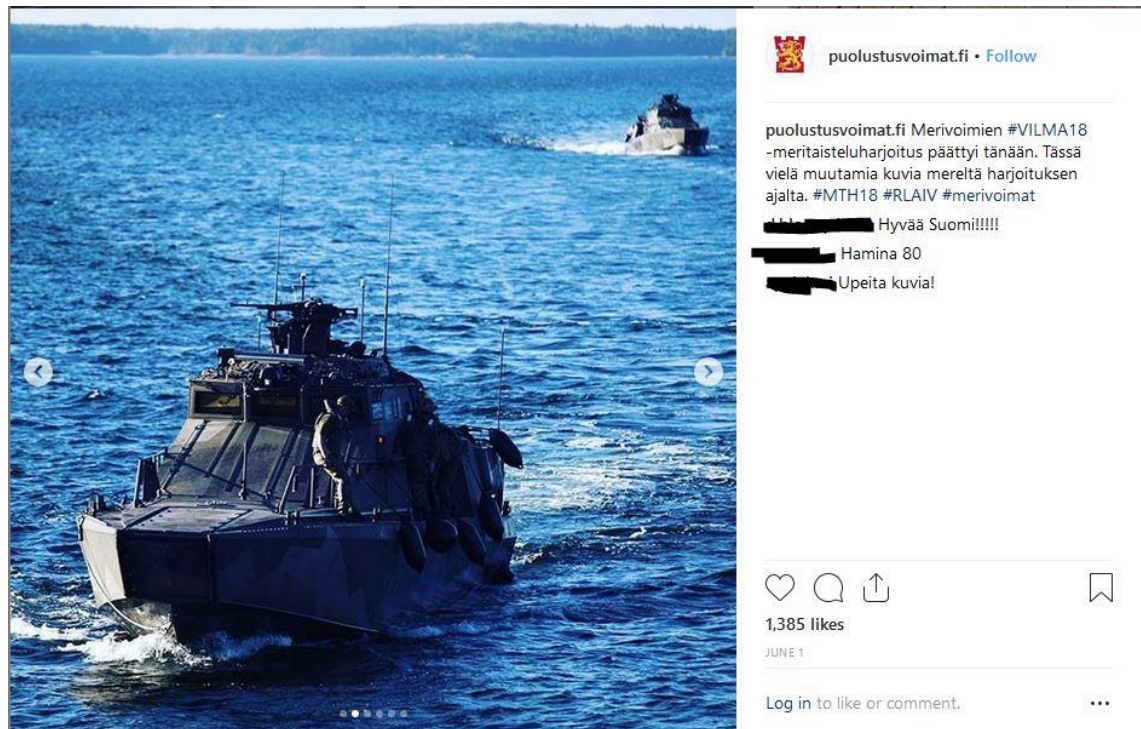 puolustusvoimat.fi • Follow
puolustusvoimat.fi Merivoimien #VILMA18
-meritaisteluharjoitus päättyi tänään. Tässä
vielä muutamia kuvia mereltä harjoituksen
ajalta. #MTH18 #RLAIV #merivoimat
Hyvää Suomi!!!!!
Hamina 80
Upeita kuvia!
1,385 likes
JUNE 1
Log in to like or comment.